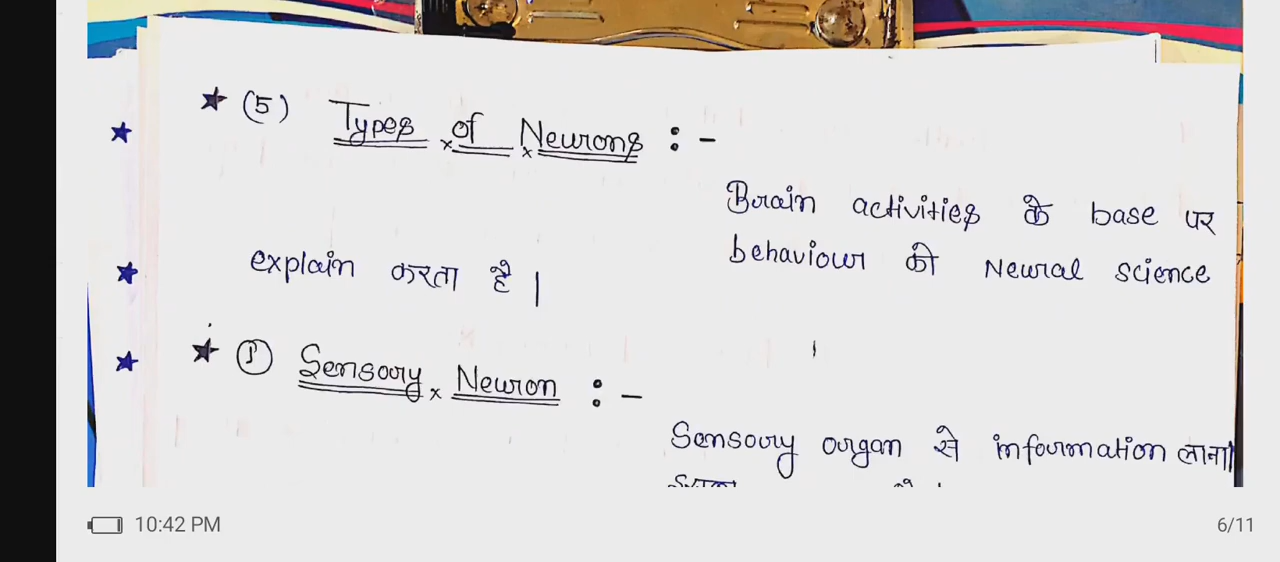 ★ (5) Types of Neurons :-
Brain activities के base पर
behaviour को Neural science
explain करता है |
★ ① Sensory Neuron :-
Sensory organ से information लाना
10:42 PM
6/11